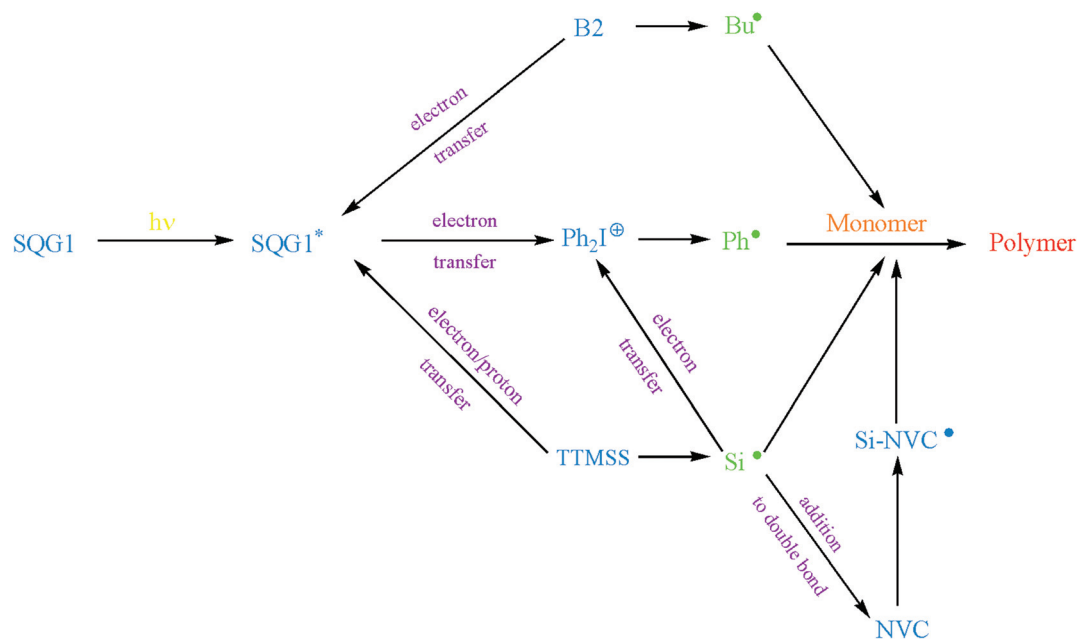 B2
Bu•
electron
transfer
SQG1
hν
SQG1*
electron
transfer
Ph₂I⊕
Ph•
Monomer
Polymer
electron/proton
transfer
electron
transfer
TTMSS
Si•
Si-NVC•
addition
to double bond
NVC